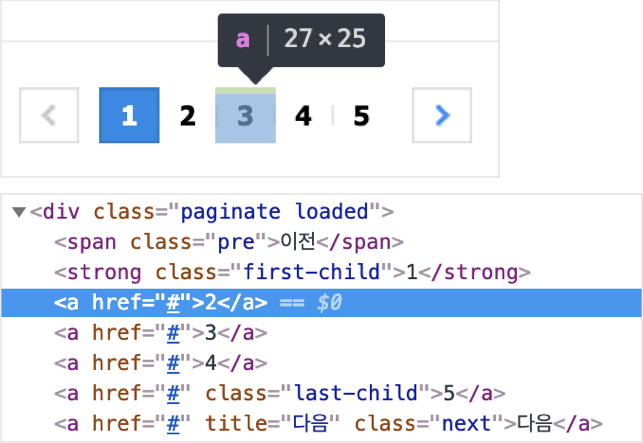 a 27×25
< 1 2 3 4 5 >
▼<div class="paginate loaded">
<span class="pre">이전</span>
<strong class="first-child">1</strong>
<a href="#">2</a> == $0
<a href="#">3</a>
<a href="#">4</a>
<a href="#" class="last-child">5</a>
<a href="#" title="다음" class="next">다음</a>